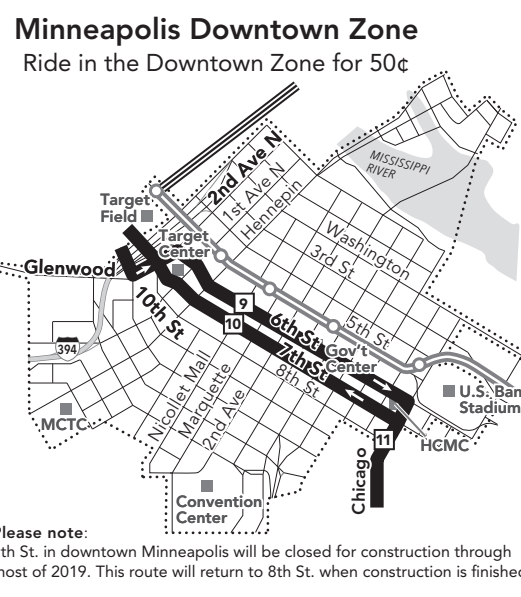 Minneapolis Downtown Zone
Ride in the Downtown Zone for 50¢
2nd Ave N
1st Ave N
Hennepin
MISSISSIPPI
RIVER
Target
Field
Target
Center
Washington
3rd St
Glenwood
10th St
9
10
6th St
7th St
8th St
5th St
Gov't
Center
394
Nicollet Mall
Marquette
2nd Ave
U.S. Ban
Stadium
MCTC
HCMC
11
Chicago
Convention
Center
Please note:
th St. in downtown Minneapolis will be closed for construction through
most of 2019. This route will return to 8th St. when construction is finished